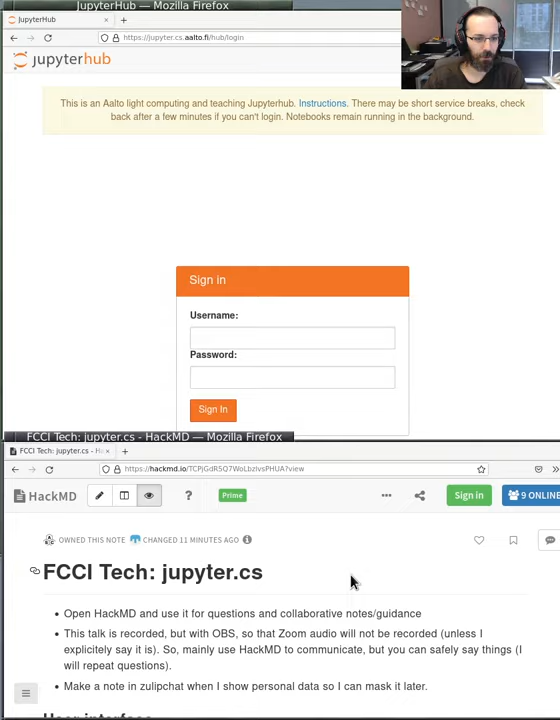 JupyterHub — Mozilla Firefox
JupyterHub
https://jupyter.cs.aalto.fi/hub/login
jupyterhub
This is an Aalto light computing and teaching Jupyterhub. Instructions. There may be short service breaks, check
back after a few minutes if you can't login. Notebooks remain running in the background.
Sign in
Username:
Password:
Sign In
FCCI Tech: jupyter.cs - HackMD — Mozilla Firefox
FCCI Tech: jupyter.cs - H
https://hackmd.io/TCPjGdR5Q7WoLbzIvsPHUA?view
HackMD
Prime
Sign in
9 ONLINE
OWNED THIS NOTE CHANGED 11 MINUTES AGO
FCCI Tech: jupyter.cs
• Open HackMD and use it for questions and collaborative notes/guidance
• This talk is recorded, but with OBS, so that Zoom audio will not be recorded (unless I
explicitely say it is). So, mainly use HackMD to communicate, but you can safely say things (I
will repeat questions).
• Make a note in zulipchat when I show personal data so I can mask it later.
User interface